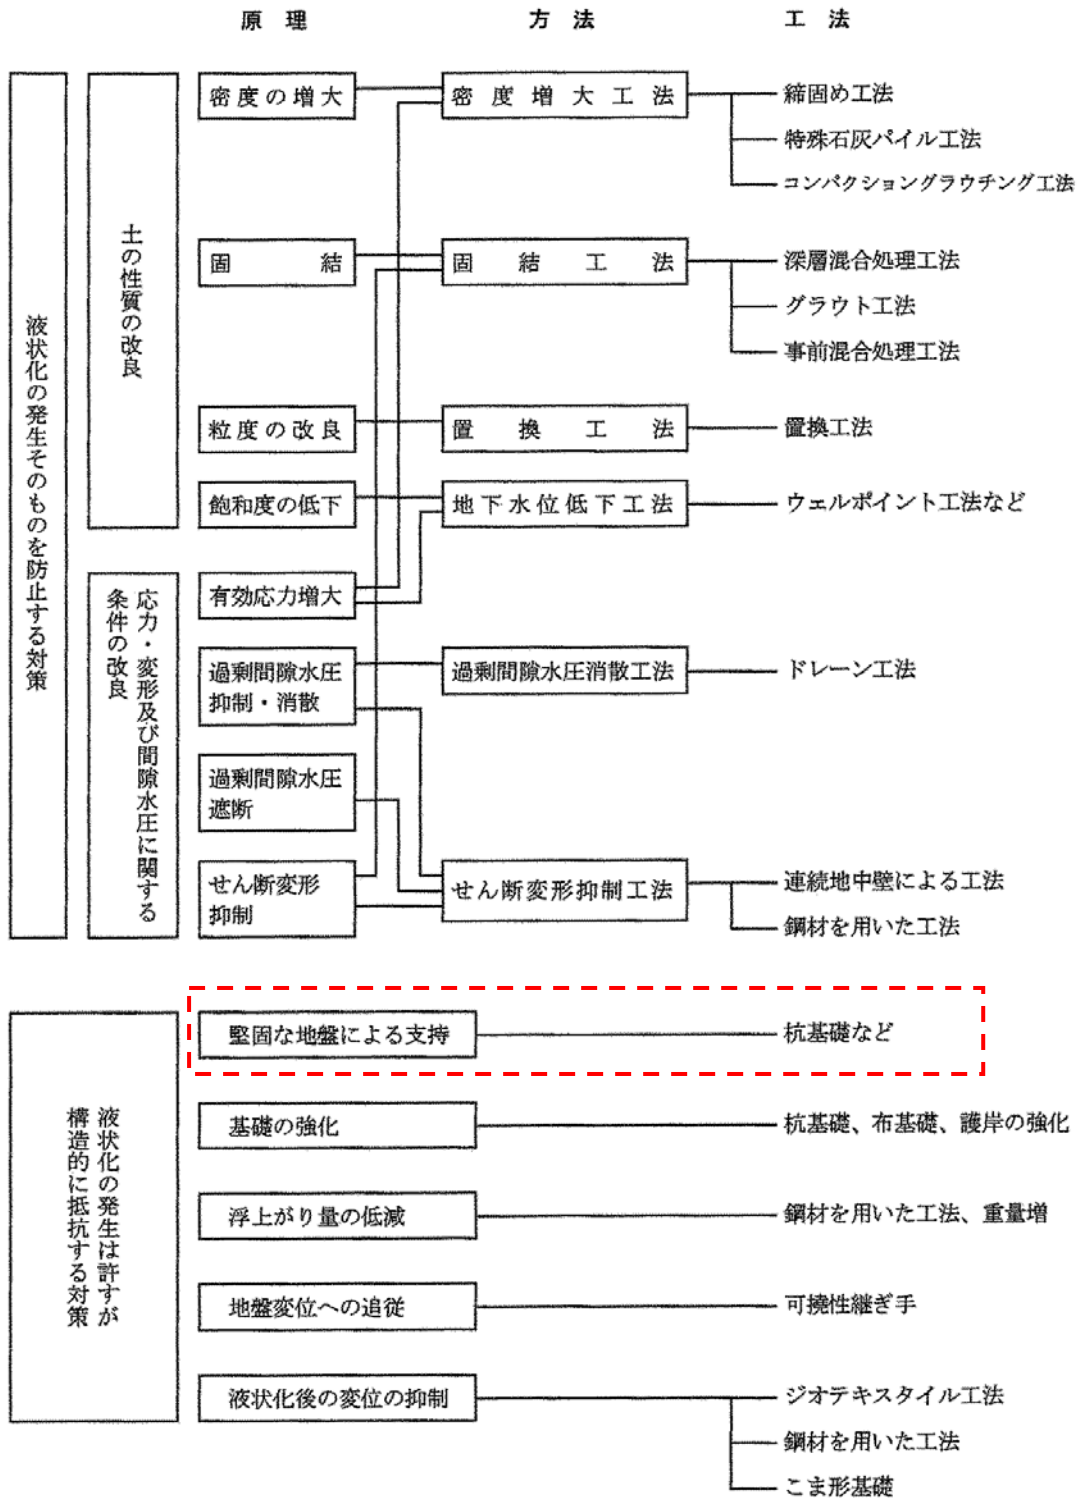 原理
方法
工法
液状化の発生そのものを防止する対策
土の性質の改良
密度の増大
密度増大工法
締固め工法
特殊石灰パイル工法
コンパクショングラウチング工法
固結
固結工法
深層混合処理工法
グラウト工法
事前混合処理工法
粒度の改良
置換工法
置換工法
飽和度の低下
地下水位低下工法
ウェルポイント工法など
応力・変形及び間隙水圧に関する
条件の改良
有効応力増大
過剰間隙水圧
抑制・消散
過剰間隙水圧消散工法
ドレーン工法
過剰間隙水圧
遮断
せん断変形
抑制
せん断変形抑制工法
連続地中壁による工法
鋼材を用いた工法
液状化の発生は許すが
構造的に抵抗する対策
堅固な地盤による支持
杭基礎など
基礎の強化
杭基礎、布基礎、護岸の強化
浮上がり量の低減
鋼材を用いた工法、重量増
地盤変位への追従
可撓性継ぎ手
液状化後の変位の抑制
ジオテキスタイル工法
鋼材を用いた工法
こま形基礎